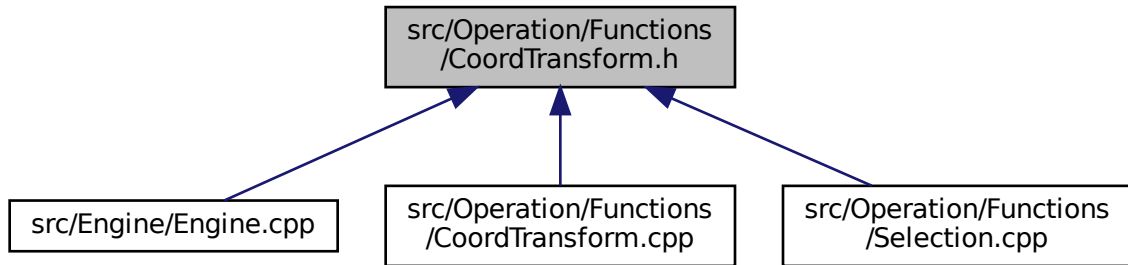 src/Operation/Functions
/CoordTransform.h
src/Engine/Engine.cpp
src/Operation/Functions
/CoordTransform.cpp
src/Operation/Functions
/Selection.cpp